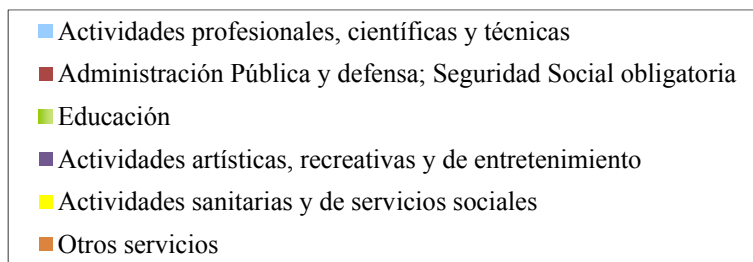 Actividades profesionales, científicas y técnicas
Administración Pública y defensa; Seguridad Social obligatoria
Educación
Actividades artísticas, recreativas y de entretenimiento
Actividades sanitarias y de servicios sociales
Otros servicios